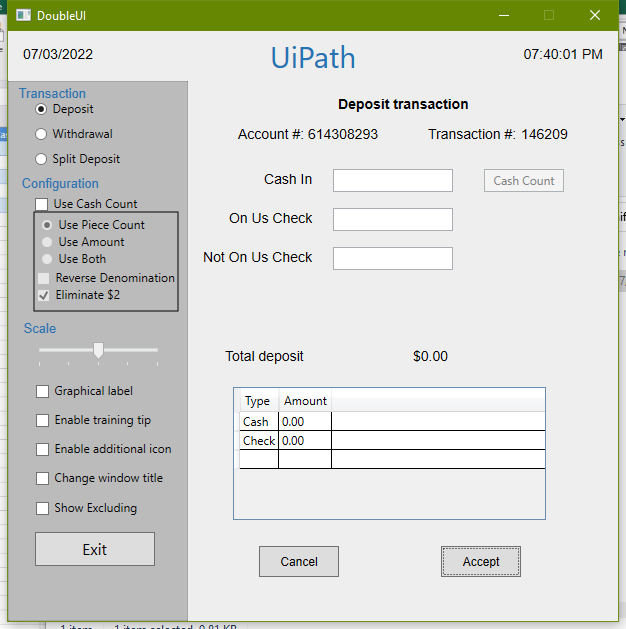 DoubleUI
07/03/2022
UiPath
07:40:01 PM
Transaction
Deposit
Withdrawal
Split Deposit
Configuration
Use Cash Count
Use Piece Count
Use Amount
Use Both
Reverse Denomination
Eliminate $2
Scale
Graphical label
Enable training tip
Enable additional icon
Change window title
Show Excluding
Exit
Deposit transaction
Account #: 614308293 Transaction #: 146209
Cash In
Cash Count
On Us Check
Not On Us Check
Total deposit $0.00
Type Amount
Cash 0.00
Check 0.00
Cancel Accept
1 item 1 item selected 0.81 KB